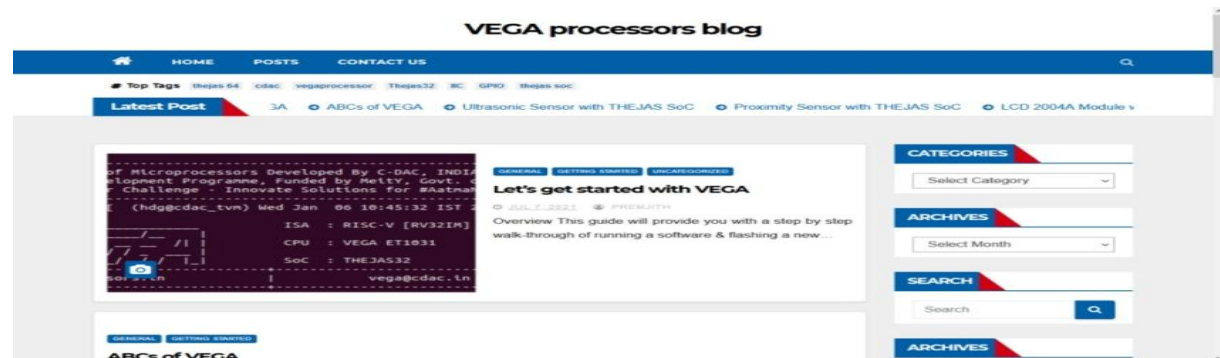 VEGA processors blog
HOME POSTS CONTACT US
# Top Tags thejas 64 cdac vegaprocessor Thejas32 IIC GPIO thejas soc
Latest Post GA ABCs of VEGA Ultrasonic Sensor with THEJAS SoC Proximity Sensor with THEJAS SoC LCD 2004A Module
of Microprocessors Developed By C-DAC, INDIA
elopment Programme, Funded by MeitY, Govt.
r Challenge - Innovate Solutions for #Aatma
[ (hdg@cdac_tvm) Wed Jan 06 10:45:32 IST 2
ISA : RISC-V [RV32IM]
CPU : VEGA ET1031
SoC : THEJAS32
sors.in | vega@cdac.in
GENERAL GETTING STARTED UNCATEGORIZED
Let's get started with VEGA
JUL 7, 2021 PREMJITH
Overview This guide will provide you with a step by step
walk-through of running a software & flashing a new...
GENERAL GETTING STARTED
ABCs of VEGA
CATEGORIES
Select Category
ARCHIVES
Select Month
SEARCH
Search
ARCHIVES